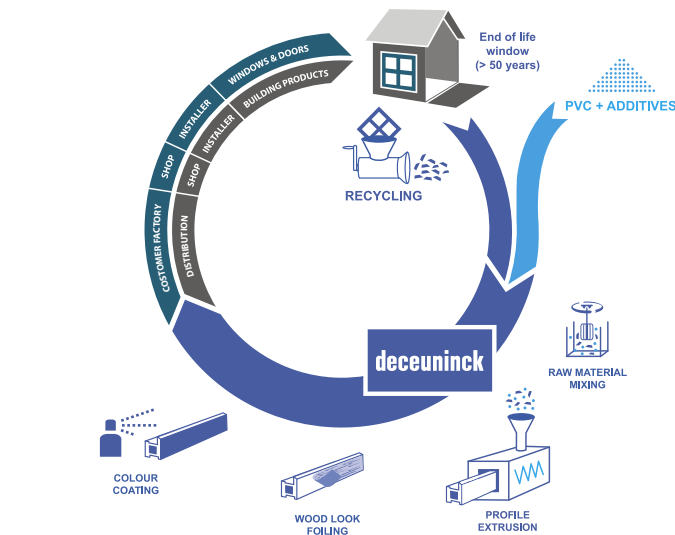 WINDOWS & DOORS
INSTALLER
SHOP
COSTOMER FACTORY
BUILDING PRODUCTS
INSTALLER
SHOP
DISTRIBUTION
End of life
window
(> 50 years)
PVC + ADDITIVES
RECYCLING
deceuninck
RAW MATERIAL
MIXING
PROFILE
EXTRUSION
WOOD LOOK
FOILING
COLOUR
COATING